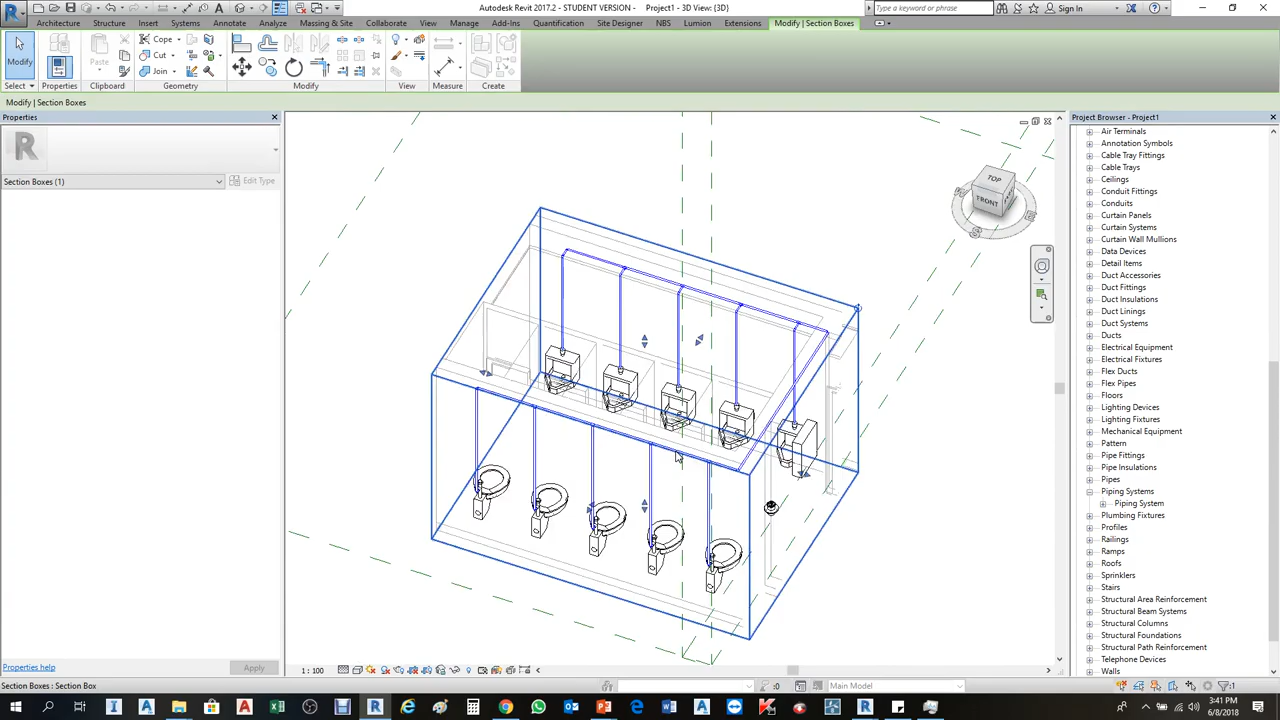 Autodesk Revit 2017.2 - STUDENT VERSION - Project1 - 3D View: {3D}
Type a keyword or phrase
Sign In
Architecture Structure Insert Systems Annotate Analyze Massing & Site Collaborate View Manage Add-Ins Quantification Site Designer NBS Lumion Extensions Modify | Section Boxes
Modify
Paste
Cope
Cut
Join
Select Properties Clipboard Geometry Modify View Measure Create
Modify | Section Boxes
Properties
Project Browser - Project1
R
Section Boxes (1)
Edit Type
TOP
FRONT
Air Terminals
Annotation Symbols
Cable Tray Fittings
Cable Trays
Ceilings
Conduit Fittings
Conduits
Curtain Panels
Curtain Systems
Curtain Wall Mullions
Data Devices
Detail Items
Duct Accessories
Duct Fittings
Duct Insulations
Duct Linings
Duct Systems
Ducts
Electrical Equipment
Electrical Fixtures
Flex Ducts
Flex Pipes
Floors
Lighting Devices
Lighting Fixtures
Mechanical Equipment
Pattern
Pipe Fittings
Pipe Insulations
Pipes
Piping Systems
Piping System
Plumbing Fixtures
Profiles
Railings
Ramps
Roofs
Sprinklers
Stairs
Structural Area Reinforcement
Structural Beam Systems
Structural Columns
Structural Foundations
Structural Path Reinforcement
Telephone Devices
Walls
Properties help
Apply
1 : 100
Section Boxes : Section Box
:0
Main Model
:1
3:41 PM
6/8/2018